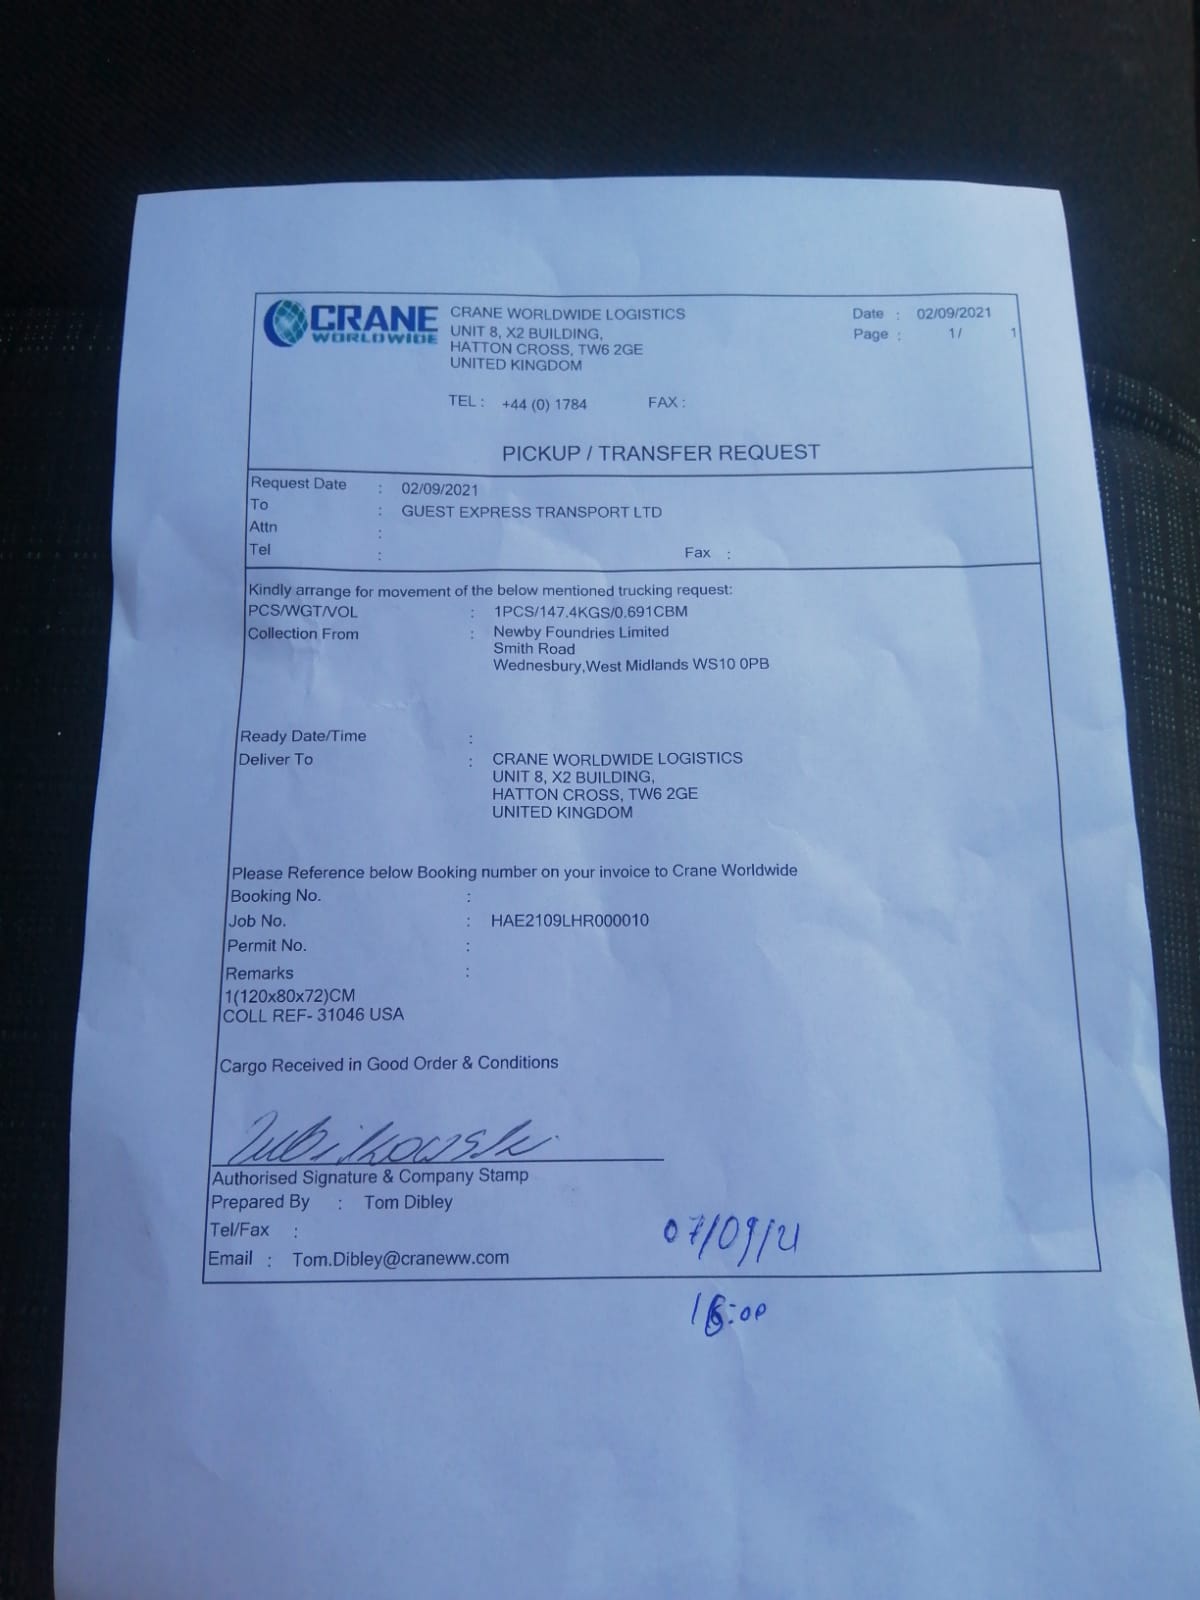 CRANE
WORLDWIDE
CRANE WORLDWIDE LOGISTICS
UNIT 8, X2 BUILDING,
HATTON CROSS, TW6 2GE
UNITED KINGDOM
Date : 02/09/2021
Page : 1/ 1
TEL : +44 (0) 1784 FAX :
PICKUP / TRANSFER REQUEST
Request Date : 02/09/2021
To : GUEST EXPRESS TRANSPORT LTD
Attn :
Tel : Fax :
Kindly arrange for movement of the below mentioned trucking request:
PCS/WGT/VOL : 1PCS/147.4KGS/0.691CBM
Collection From : Newby Foundries Limited
Smith Road
Wednesbury,West Midlands WS10 0PB
Ready Date/Time :
Deliver To : CRANE WORLDWIDE LOGISTICS
UNIT 8, X2 BUILDING,
HATTON CROSS, TW6 2GE
UNITED KINGDOM
Please Reference below Booking number on your invoice to Crane Worldwide
Booking No. :
Job No. : HAE2109LHR000010
Permit No. :
Remarks :
1(120x80x72)CM
COLL REF- 31046 USA
Cargo Received in Good Order & Conditions
Authorised Signature & Company Stamp
Prepared By : Tom Dibley
Tel/Fax :
07/09/21
Email : Tom.Dibley@craneww.com